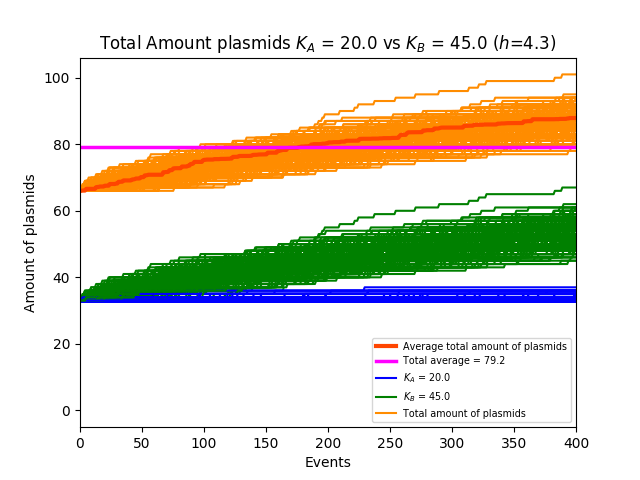 Total Amount plasmids K_A = 20.0 vs K_B = 45.0 (h=4.3)
Amount of plasmids
100
80
60
40
20
0
Average total amount of plasmids
Total average = 79.2
K_A = 20.0
K_B = 45.0
Total amount of plasmids
0 50 100 150 200 250 300 350 400
Events